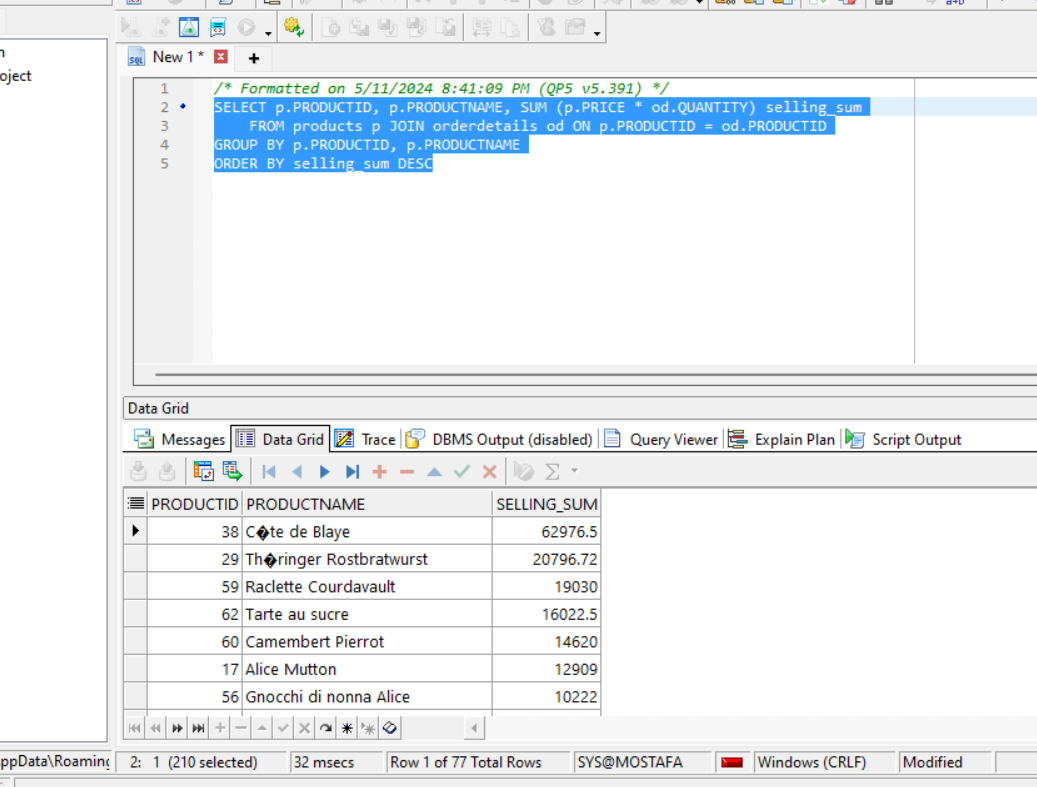 n
oject
New 1 *
1 /* Formatted on 5/11/2024 8:41:09 PM (QP5 v5.391) */
2 SELECT p.PRODUCTID, p.PRODUCTNAME, SUM (p.PRICE * od.QUANTITY) selling_sum
3 FROM products p JOIN orderdetails od ON p.PRODUCTID = od.PRODUCTID
4 GROUP BY p.PRODUCTID, p.PRODUCTNAME
5 ORDER BY selling_sum DESC
Data Grid
Messages Data Grid Trace DBMS Output (disabled) Query Viewer Explain Plan Script Output
PRODUCTID PRODUCTNAME SELLING_SUM
38 C�te de Blaye 62976.5
29 Th�ringer Rostbratwurst 20796.72
59 Raclette Courdavault 19030
62 Tarte au sucre 16022.5
60 Camembert Pierrot 14620
17 Alice Mutton 12909
56 Gnocchi di nonna Alice 10222
ppData\Roaming 2: 1 (210 selected) 32 msecs Row 1 of 77 Total Rows SYS@MOSTAFA Windows (CRLF) Modified